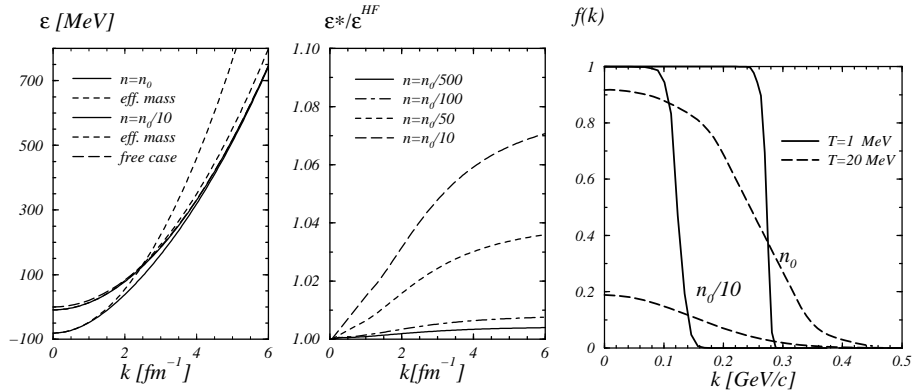 ε [MeV]
700
500
300
100
−100
n=n₀
eff. mass
n=n₀/10
eff. mass
free case
0 2 4 6
k [fm⁻¹]
ε*/ε^HF
1.10
1.08
1.06
1.04
1.02
1.00
n=n₀/500
n=n₀/100
n=n₀/50
n=n₀/10
0 2 4 6
k[fm⁻¹]
f(k)
1
0.8
0.6
0.4
0.2
0
T=1 MeV
T=20 MeV
n₀
n₀/10
0 0.1 0.2 0.3 0.4 0.5
k [GeV/c]